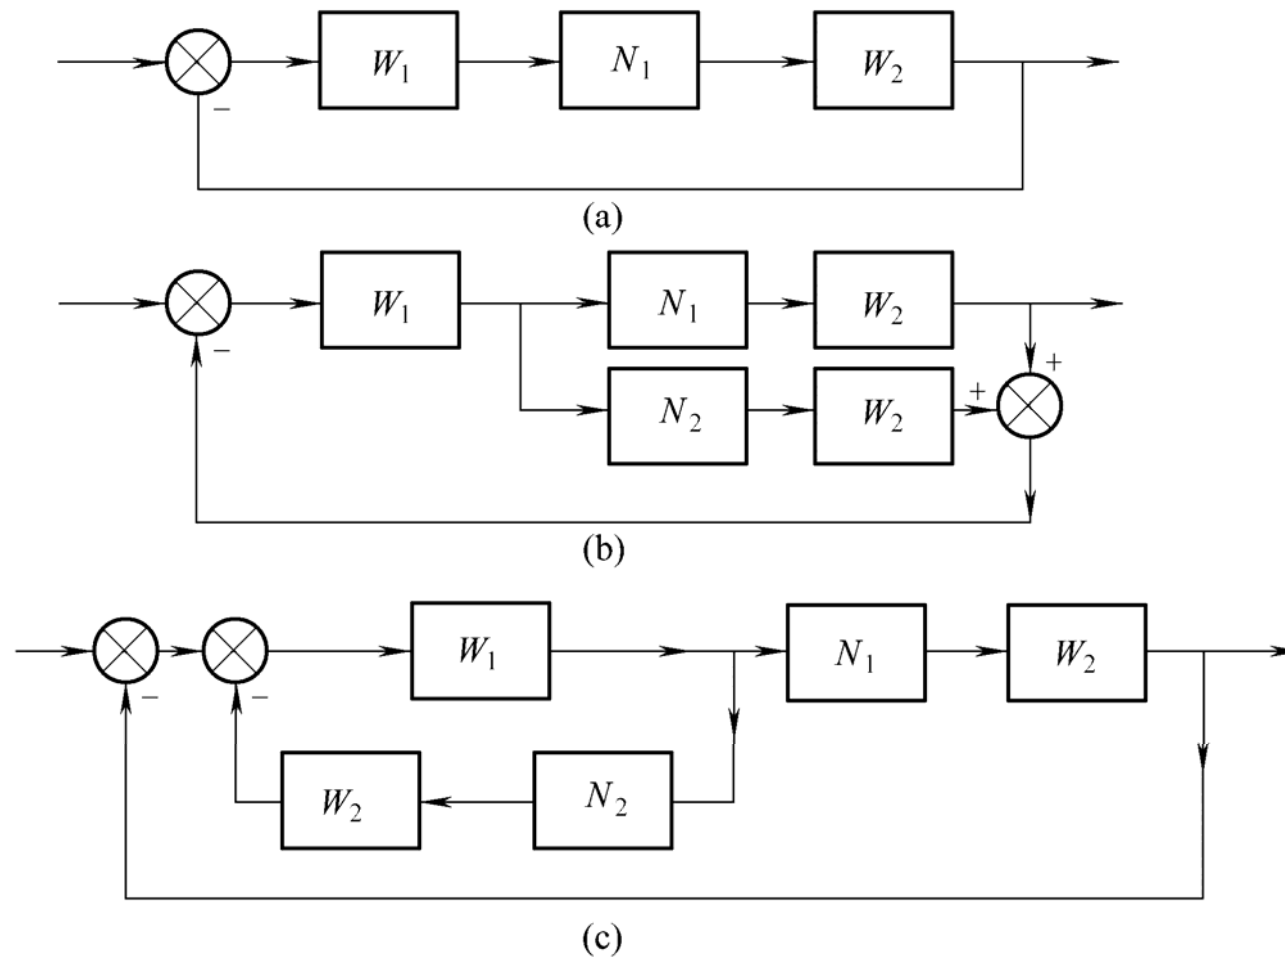 W₁ N₁ W₂
−
(a)
W₁ N₁ W₂
−
+
+
N₂ W₂
(b)
W₁ N₁ W₂
− −
W₂ N₂
(c)